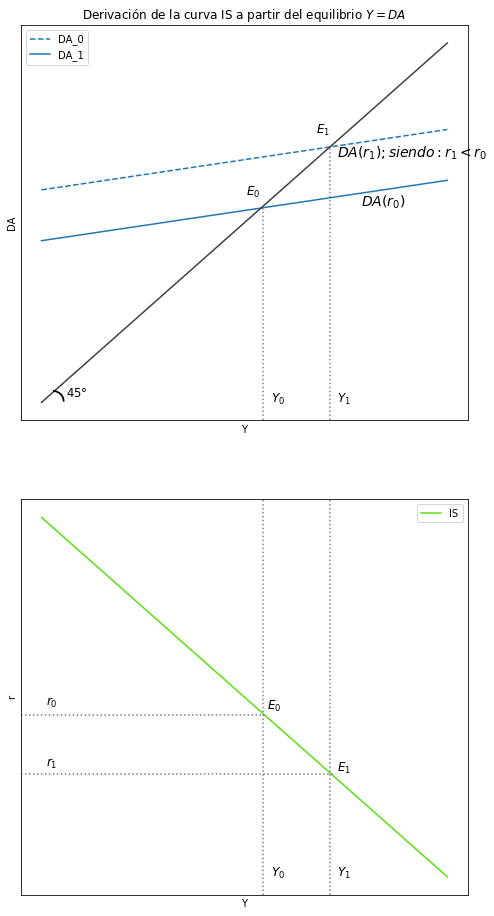 Derivación de la curva IS a partir del equilibrio Y = DA
DA_0
DA_1
E₁
DA(r₁); siendo : r₁ < r₀
E₀
DA(r₀)
DA
45°
Y₀
Y₁
Y
IS
r
r₀
E₀
r₁
E₁
Y₀
Y₁
Y